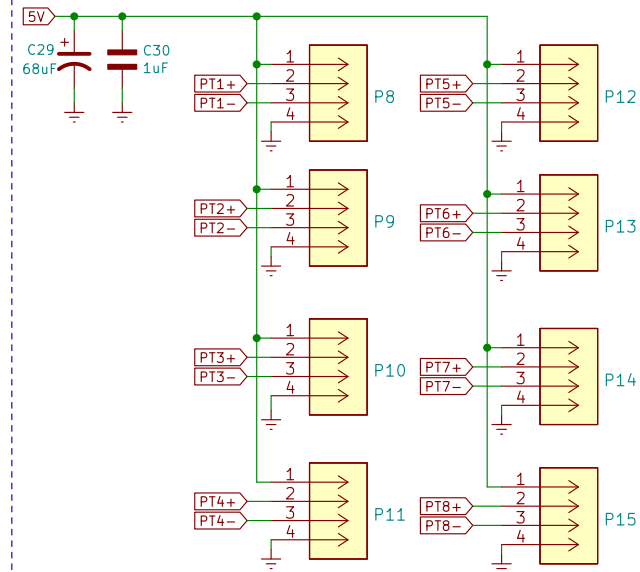 5V
C29
68uF
C30
1uF
1
2
3
4
PT1+
PT1-
P8
1
2
3
4
PT5+
PT5-
P12
1
2
3
4
PT2+
PT2-
P9
1
2
3
4
PT6+
PT6-
P13
1
2
3
4
PT3+
PT3-
P10
1
2
3
4
PT7+
PT7-
P14
1
2
3
4
PT4+
PT4-
P11
1
2
3
4
PT8+
PT8-
P15